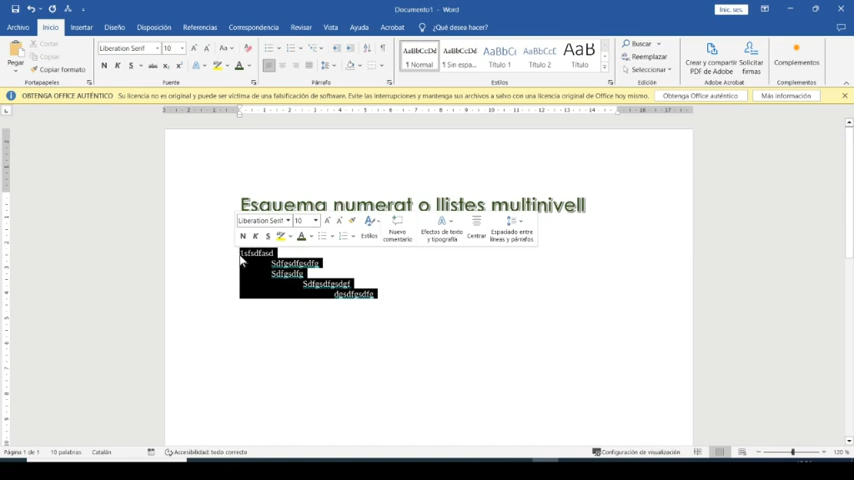 Documento1 - Word
Inic. ses.
Archivo Inicio Insertar Diseño Disposición Referencias Correspondencia Revisar Vista Ayuda Acrobat ¿Qué desea hacer?
Pegar
Cortar
Copiar
Copiar formato
Portapapeles
Liberation Serif 10
N K S
Fuente
Párrafo
AaBbCcDd AaBbCcDd AaBbCc AaBbCcD AaB
¶ Normal ¶ Sin espa... Título 1 Título 2 Título
Estilos
Buscar
Reemplazar
Seleccionar
Edición
Crear y compartir PDF de Adobe
Solicitar firmas
Adobe Acrobat
Complementos
Complementos
OBTENGA OFFICE AUTÉNTICO Su licencia no es original y puede ser víctima de una falsificación de software. Evite las interrupciones y mantenga sus archivos a salvo con una licencia original de Office hoy mismo. Obtenga Office auténtico Más información
Esquema numerat o llistes multinivell
Liberation Serif 10
N K S
Estilos
Nuevo comentario
Efectos de texto y tipografía
Centrar
Espaciado entre líneas y párrafos
Sdfgsdfgsdfg
Sdfgsdfg
Sdfgsdfgsdgf
dgsdfgsdfg
Página 1 de 1 10 palabras Catalán Accesibilidad: todo correcto Configuración de visualización 120 %